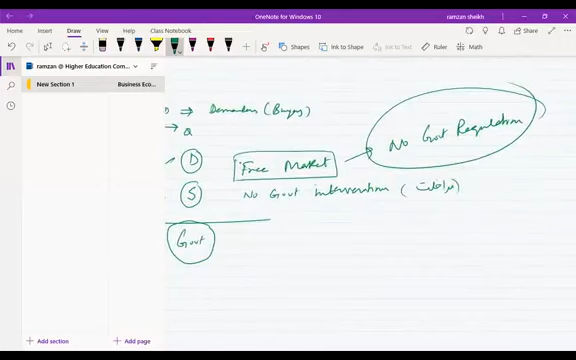 OneNote for Windows 10
ramzan sheikh
Home Insert Draw View Help Class Notebook
Share
Shapes Ink to Shape Ink to Text Ruler Math
ramzan @ Higher Education Com...
New Section 1
Business Eco...
⇒ Demanders (Buyers)
→ Q
D
Free Market
→ No Govt Regulation
S
No Govt intervention (مداخلت)
Govt
+ Add section
+ Add page